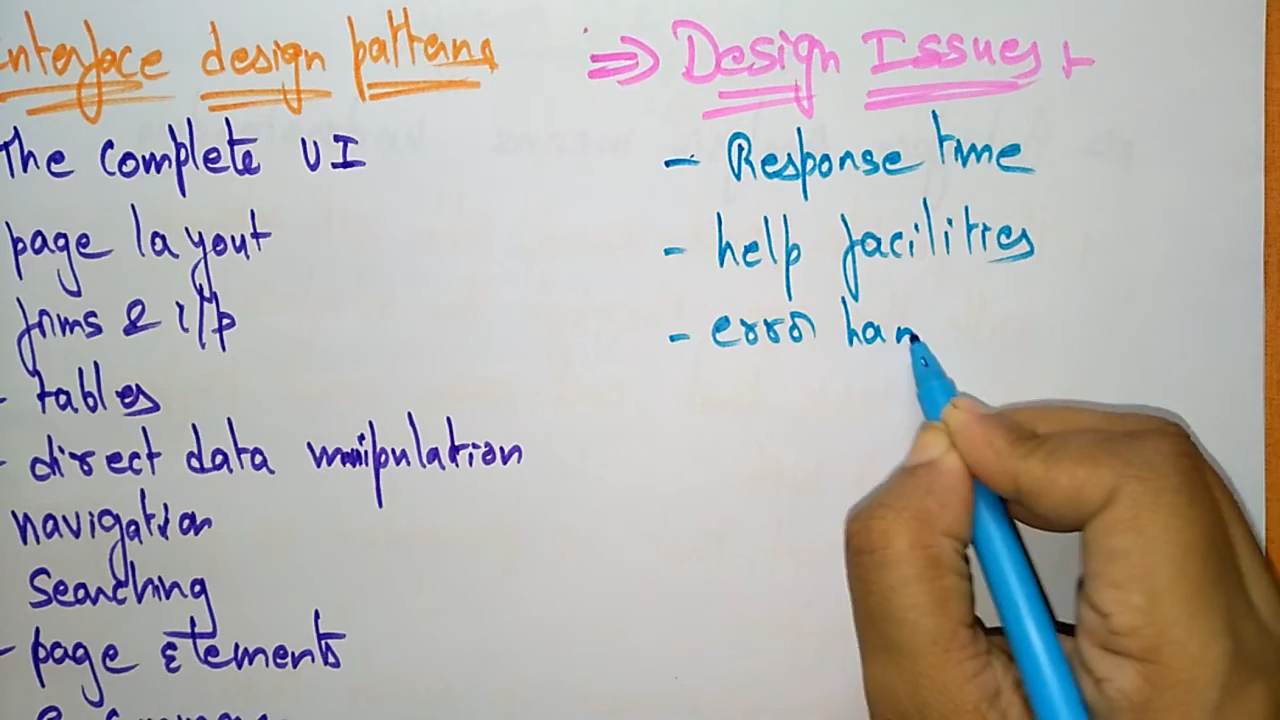 Interface design patterns
The complete UI
page layout
forms & i/p
- tables
- direct data manipulation
navigation
Searching
- page Elements
⇒ Design Issues :-
- Response time
- help facilities
- error han